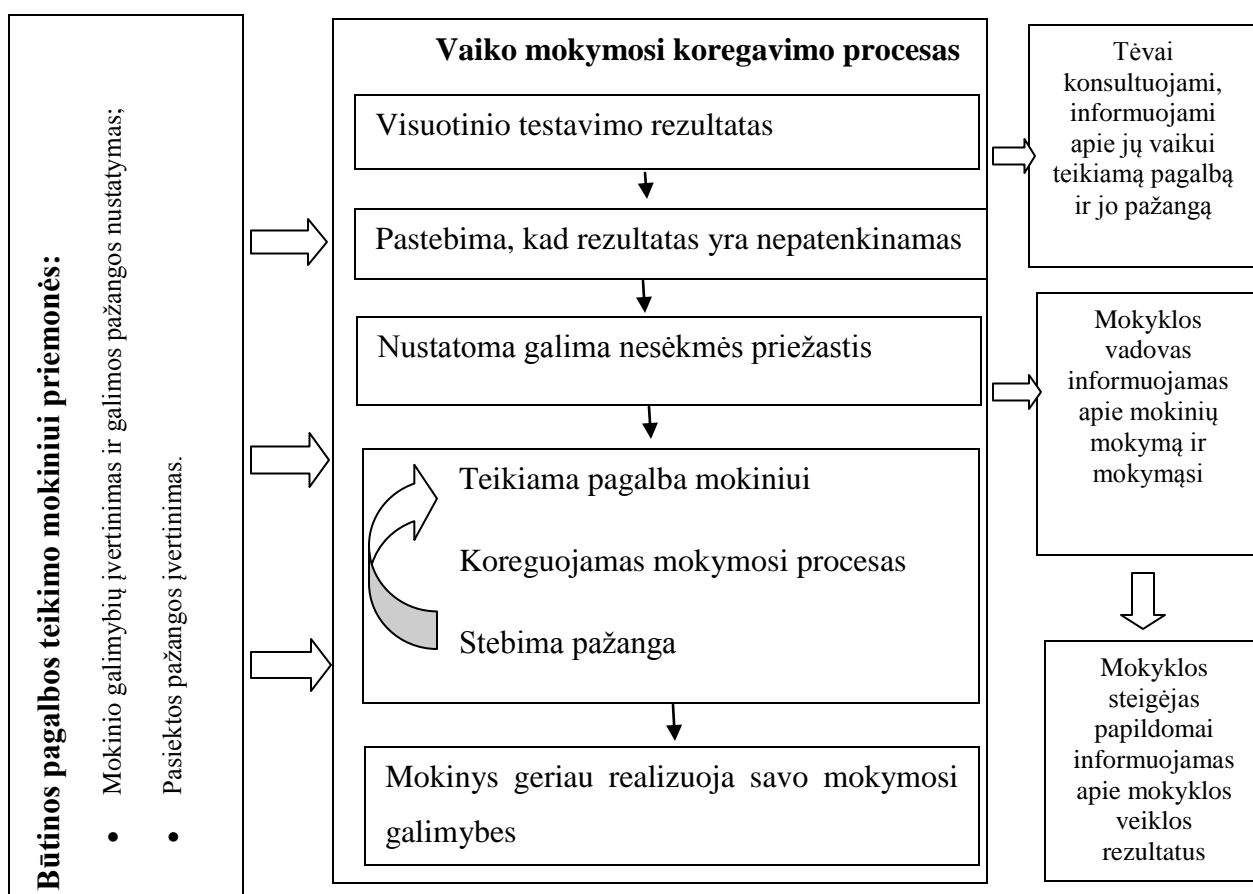 Būtinos pagalbos teikimo mokiniui priemonės:
• Mokinio galimybių įvertinimas ir galimos pažangos nustatymas;
• Pasiektos pažangos įvertinimas.
Vaiko mokymosi koregavimo procesas
Visuotinio testavimo rezultatas
Pastebima, kad rezultatas yra nepatenkinamas
Nustatoma galima nesėkmės priežastis
Teikiama pagalba mokiniui
Koreguojamas mokymosi procesas
Stebima pažanga
Mokinys geriau realizuoja savo mokymosi
galimybes
Tėvai
konsultuojami,
informuojami
apie jų vaikui
teikiamą pagalbą
ir jo pažangą
Mokyklos
vadovas
informuojamas
apie mokinių
mokymą ir
mokymąsi
Mokyklos
steigėjas
papildomai
informuojamas
apie mokyklos
veiklos
rezultatus